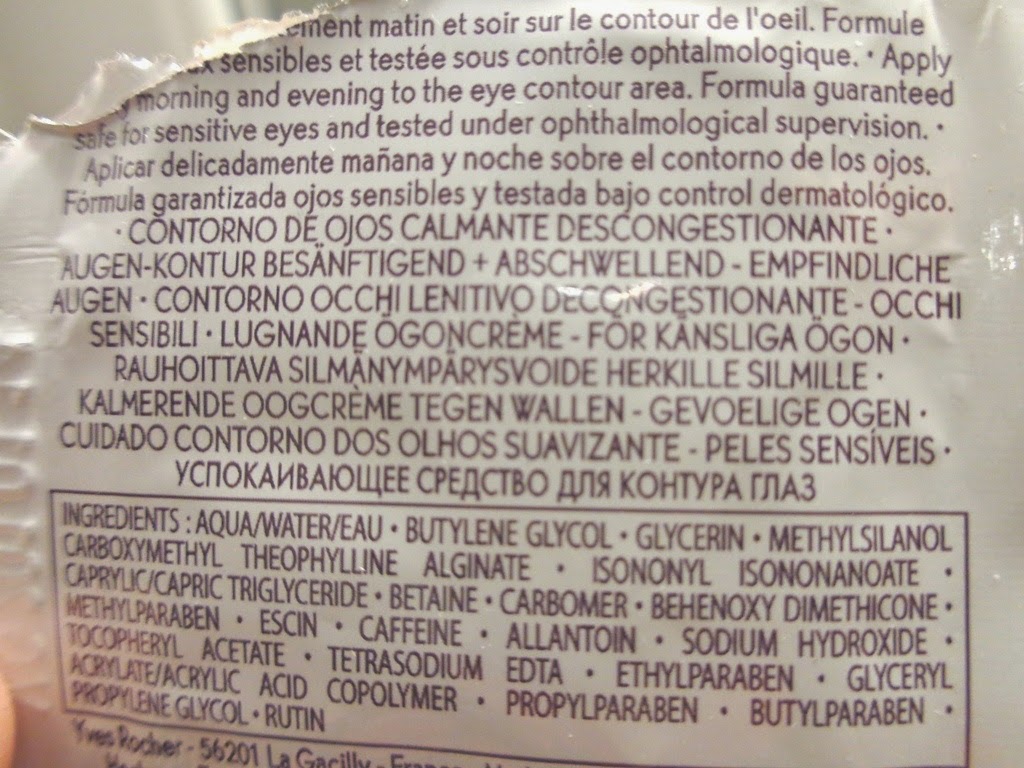 matin et soir sur le contour de l'oeil. Formule
sensibles et testée sous contrôle ophtalmologique. • Apply
morning and evening to the eye contour area. Formula guaranteed
safe for sensitive eyes and tested under ophthalmological supervision. •
Aplicar delicadamente mañana y noche sobre el contorno de los ojos.
Fórmula garantizada ojos sensibles y testada bajo control dermatológico.
• CONTORNO DE OJOS CALMANTE DESCONGESTIONANTE •
AUGEN-KONTUR BESÄNFTIGEND + ABSCHWELLEND - EMPFINDLICHE
AUGEN • CONTORNO OCCHI LENITIVO DECONGESTIONANTE - OCCHI
SENSIBILI • LUGNANDE ÖGONCRÈME - FÖR KÄNSLIGA ÖGON •
RAUHOITTAVA SILMÄNYMPÄRYSVOIDE HERKILLE SILMILLE •
KALMERENDE OOGCRÈME TEGEN WALLEN - GEVOELIGE OGEN •
CUIDADO CONTORNO DOS OLHOS SUAVIZANTE - PELES SENSÍVEIS •
УСПОКАИВАЮЩЕЕ СРЕДСТВО ДЛЯ КОНТУРА ГЛАЗ
INGREDIENTS : AQUA/WATER/EAU • BUTYLENE GLYCOL • GLYCERIN • METHYLSILANOL
CARBOXYMETHYL THEOPHYLLINE ALGINATE • ISONONYL ISONONANOATE •
CAPRYLIC/CAPRIC TRIGLYCERIDE • BETAINE • CARBOMER • BEHENOXY DIMETHICONE •
METHYLPARABEN • ESCIN • CAFFEINE • ALLANTOIN • SODIUM HYDROXIDE •
TOCOPHERYL ACETATE • TETRASODIUM EDTA • ETHYLPARABEN • GLYCERYL
ACRYLATE/ACRYLIC ACID COPOLYMER • PROPYLPARABEN • BUTYLPARABEN •
PROPYLENE GLYCOL • RUTIN
Yves Rocher - 56201 La Gacilly - France